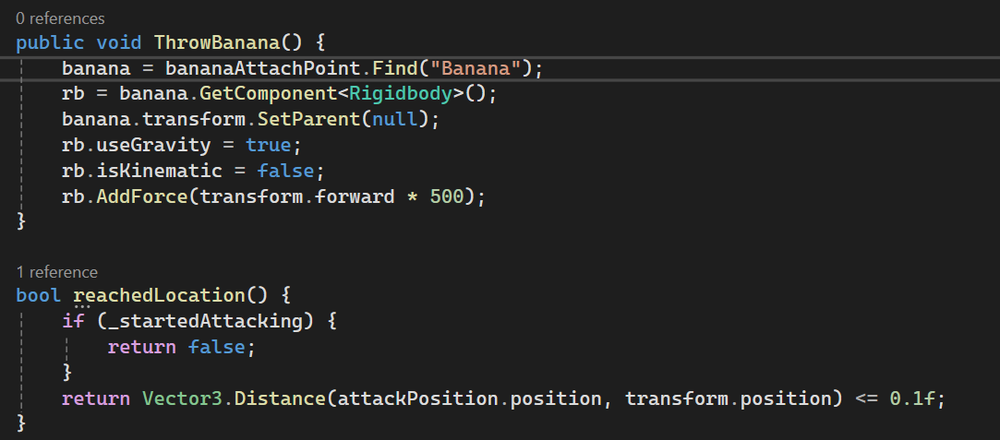 0 references
public void ThrowBanana() {
    banana = bananaAttachPoint.Find("Banana");
    rb = banana.GetComponent<Rigidbody>();
    banana.transform.SetParent(null);
    rb.useGravity = true;
    rb.isKinematic = false;
    rb.AddForce(transform.forward * 500);
}
1 reference
bool reachedLocation() {
    if (_startedAttacking) {
        return false;
    }
    return Vector3.Distance(attackPosition.position, transform.position) <= 0.1f;
}